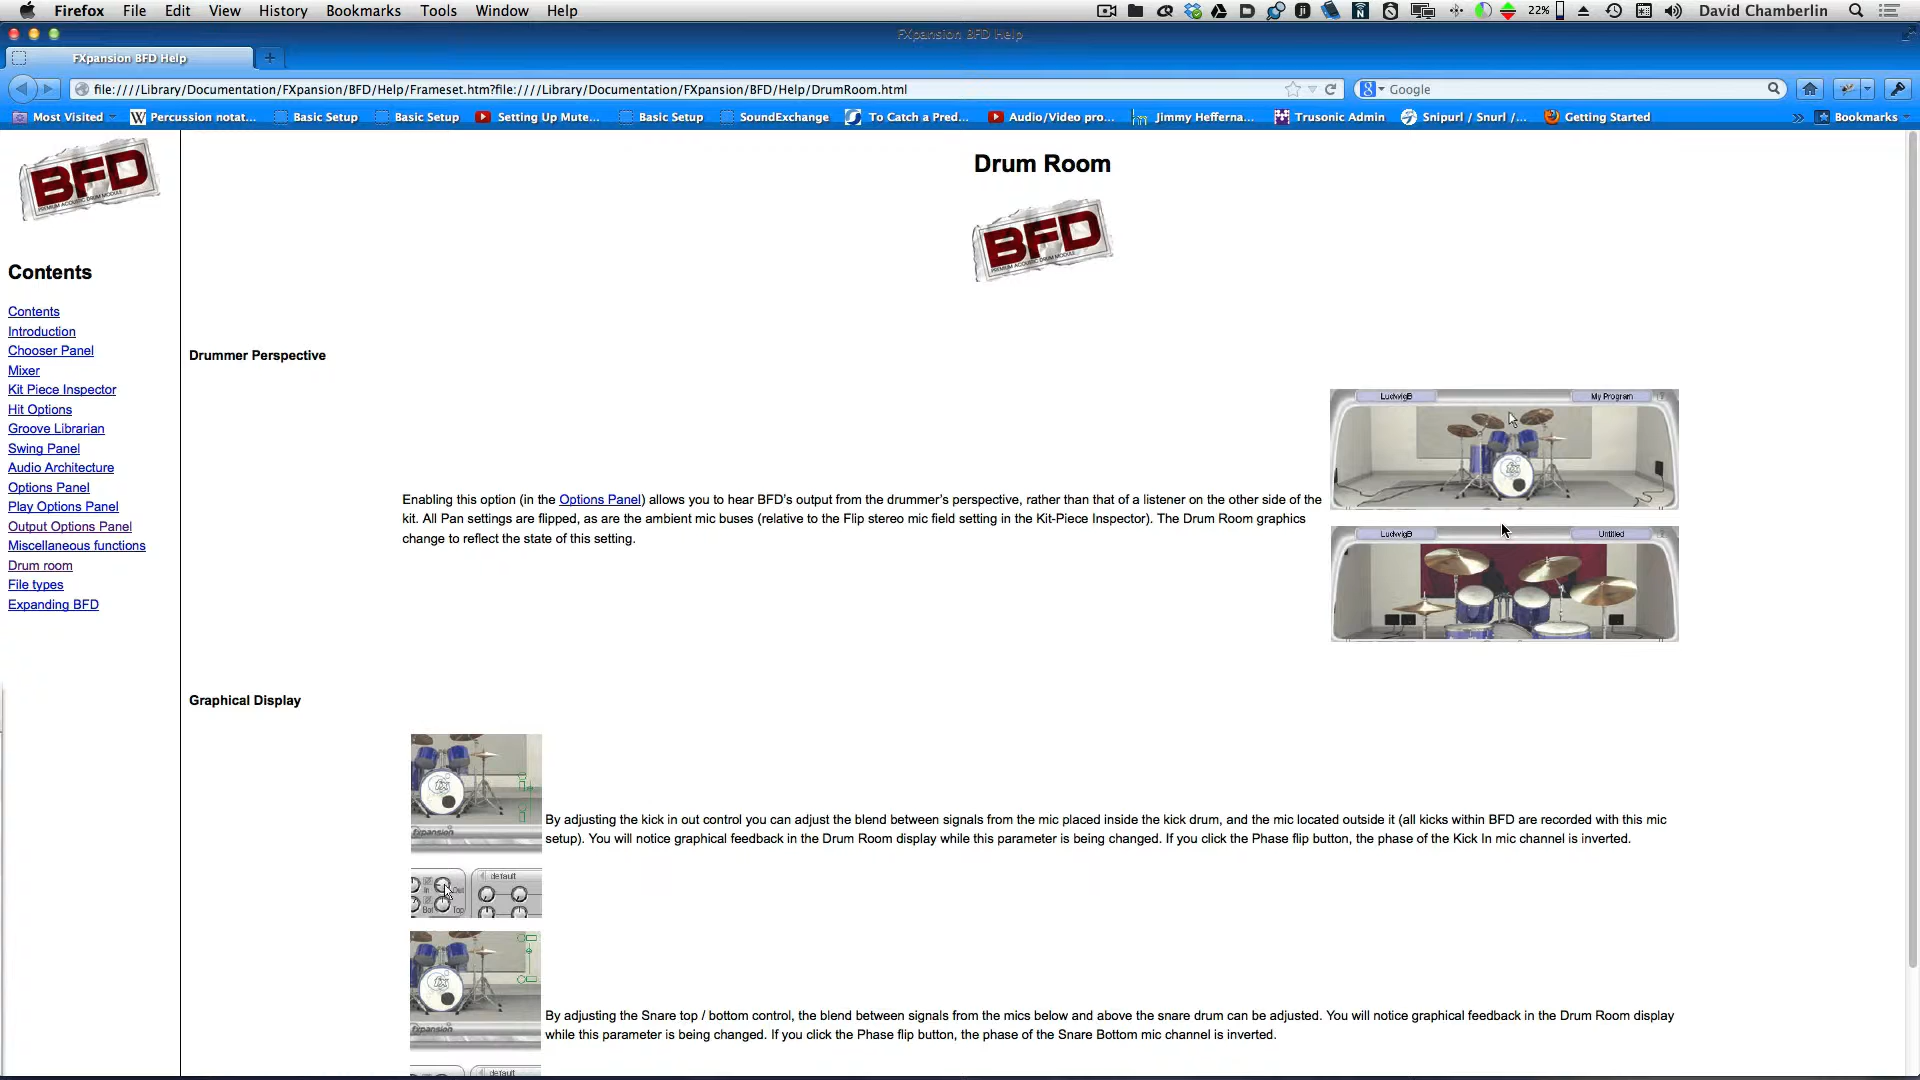 Firefox File Edit View History Bookmarks Tools Window Help 22% David Chamberlin
FXpansion BFD Help
FXpansion BFD Help
file:////Library/Documentation/FXpansion/BFD/Help/Frameset.htm?file:////Library/Documentation/FXpansion/BFD/Help/DrumRoom.html Google
Most Visited Percussion notat... Basic Setup Basic Setup Setting Up Mute... Basic Setup SoundExchange To Catch a Pred... Audio/Video pro... Jimmy Hefferna... Trusonic Admin Snipurl / Snurl /... Getting Started Bookmarks
BFD
PREMIUM ACOUSTIC DRUM MODULE
Contents
Contents
Introduction
Chooser Panel
Mixer
Kit Piece Inspector
Hit Options
Groove Librarian
Swing Panel
Audio Architecture
Options Panel
Play Options Panel
Output Options Panel
Miscellaneous functions
Drum room
File types
Expanding BFD
Drum Room
BFD
PREMIUM ACOUSTIC DRUM MODULE
Drummer Perspective
Enabling this option (in the Options Panel) allows you to hear BFD's output from the drummer's perspective, rather than that of a listener on the other side of the
kit. All Pan settings are flipped, as are the ambient mic buses (relative to the Flip stereo mic field setting in the Kit-Piece Inspector). The Drum Room graphics
change to reflect the state of this setting.
LudwigB My Program
LudwigB Untitled
Graphical Display
fxpansion
By adjusting the kick in out control you can adjust the blend between signals from the mic placed inside the kick drum, and the mic located outside it (all kicks within BFD are recorded with this mic
setup). You will notice graphical feedback in the Drum Room display while this parameter is being changed. If you click the Phase flip button, the phase of the Kick In mic channel is inverted.
default
In Out
Bot Top
fxpansion
By adjusting the Snare top / bottom control, the blend between signals from the mics below and above the snare drum can be adjusted. You will notice graphical feedback in the Drum Room display
while this parameter is being changed. If you click the Phase flip button, the phase of the Snare Bottom mic channel is inverted.
default